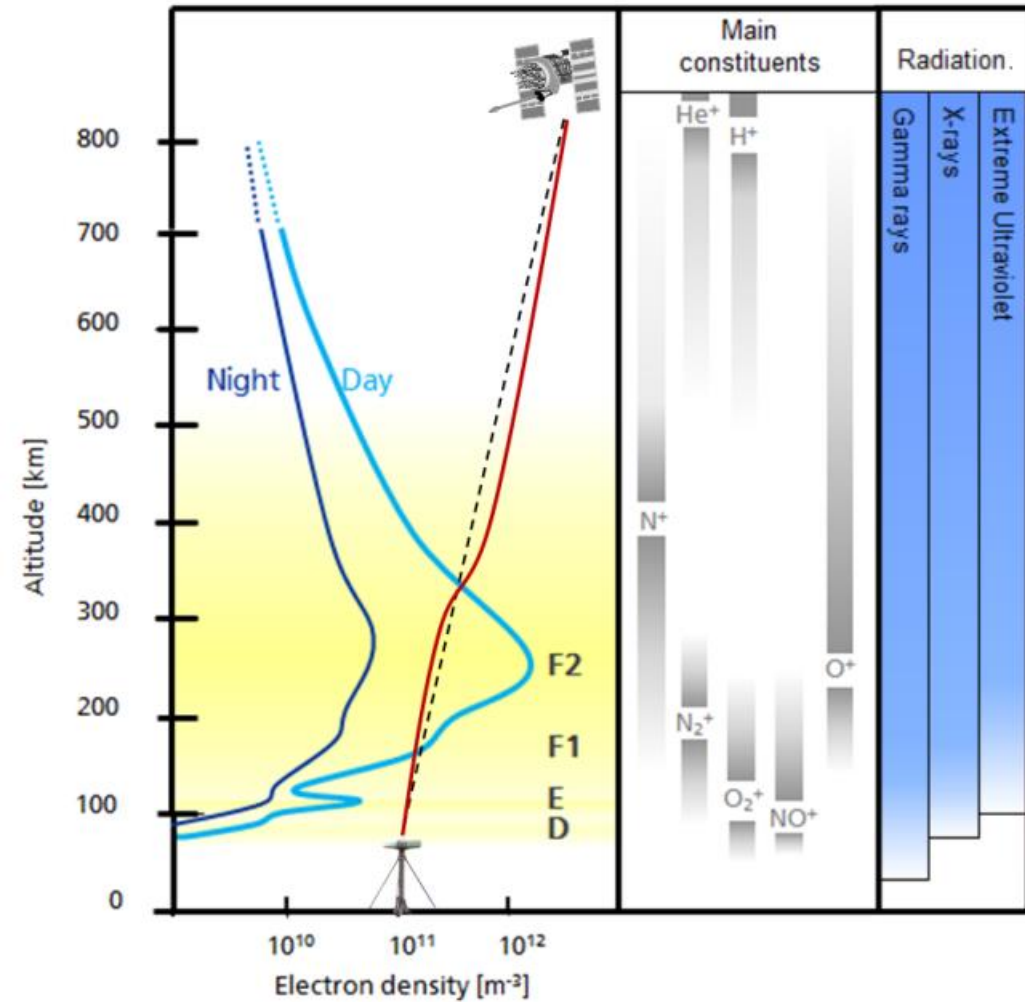 Main
constituents
Radiation.
He⁺
H⁺
Gamma rays
X-rays
Extreme Ultraviolet
800
700
600
Night
Day
500
Altitude [km]
400
N⁺
300
F2
O⁺
200
N₂⁺
F1
100
E
O₂⁺
D
NO⁺
0
10¹⁰
10¹¹
10¹²
Electron density [m⁻³]